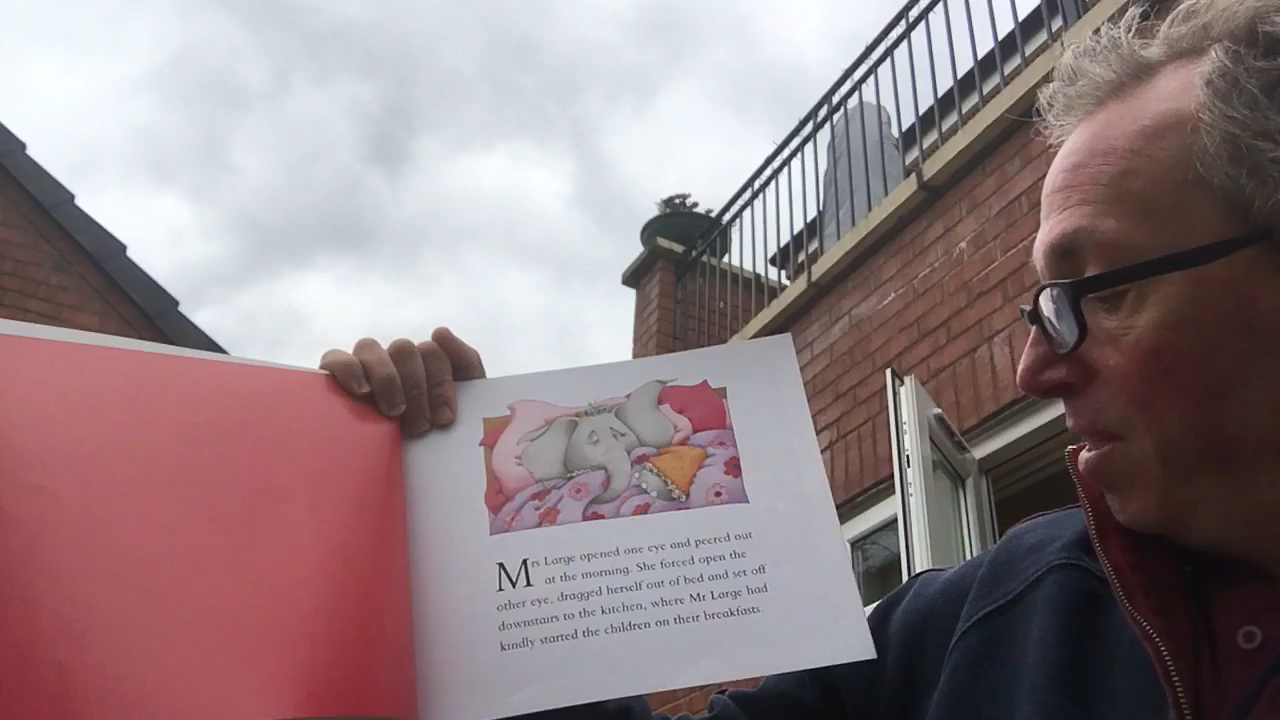 Mrs Large opened one eye and peered out
at the morning. She forced open the
other eye, dragged herself out of bed and set off
downstairs to the kitchen, where Mr Large had
kindly started the children on their breakfasts.